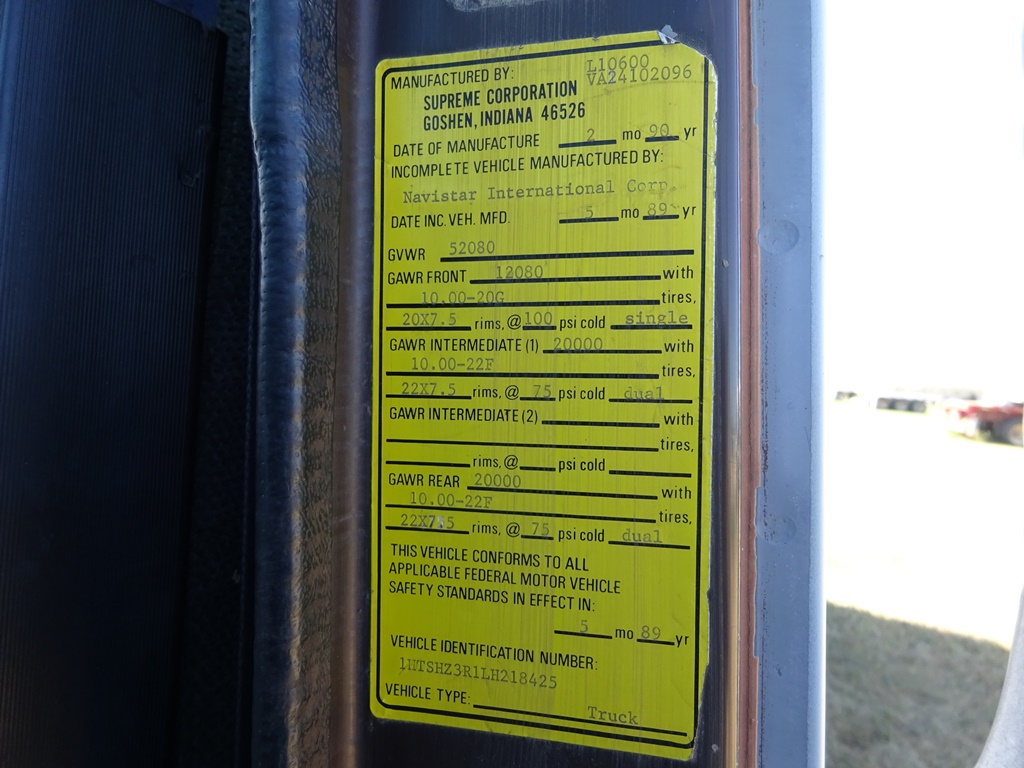 L10600
MANUFACTURED BY: VA24102096
SUPREME CORPORATION
GOSHEN, INDIANA 46526
DATE OF MANUFACTURE 2 mo 90 yr
INCOMPLETE VEHICLE MANUFACTURED BY:
Navistar International Corp.
DATE INC. VEH. MFD. 5 mo 89 yr
GVWR 52080
GAWR FRONT 12080 with
10.00-20G tires,
20X7.5 rims, @ 100 psi cold single
GAWR INTERMEDIATE (1) 20000 with
10.00-22F tires,
22X7.5 rims, @ 75 psi cold dual
GAWR INTERMEDIATE (2) with
tires,
rims, @ psi cold
GAWR REAR 20000 with
10.00-22F tires,
22X7.5 rims, @ 75 psi cold dual
THIS VEHICLE CONFORMS TO ALL
APPLICABLE FEDERAL MOTOR VEHICLE
SAFETY STANDARDS IN EFFECT IN:
5 mo 89 yr
VEHICLE IDENTIFICATION NUMBER:
1HTSHZ3R1LH218425
VEHICLE TYPE: Truck